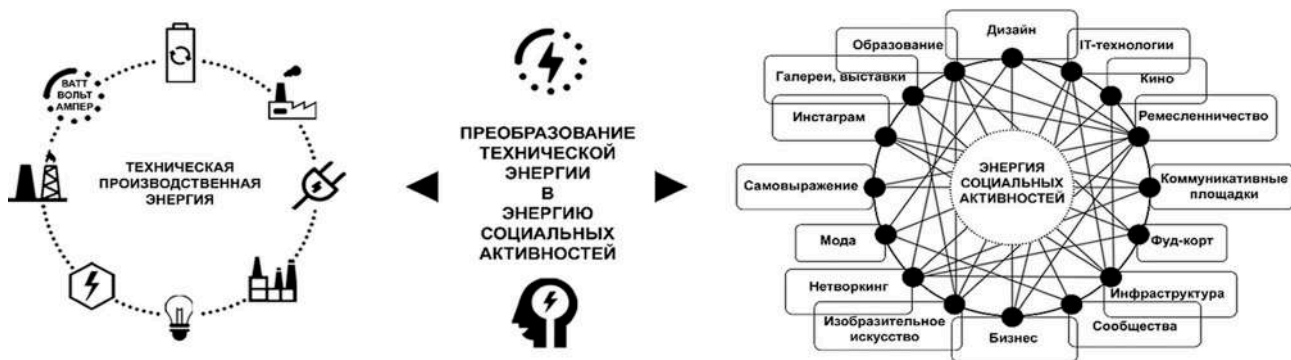 ВАТТ
ВОЛЬТ
АМПЕР
ТЕХНИЧЕСКАЯ
ПРОИЗВОДСТВЕННАЯ
ЭНЕРГИЯ
ПРЕОБРАЗОВАНИЕ
ТЕХНИЧЕСКОЙ
ЭНЕРГИИ
В
ЭНЕРГИЮ
СОЦИАЛЬНЫХ
АКТИВНОСТЕЙ
Дизайн
Образование
IT-технологии
Галереи, выставки
Кино
Инстаграм
Ремесленничество
ЭНЕРГИЯ
СОЦИАЛЬНЫХ
АКТИВНОСТЕЙ
Самовыражение
Коммуникативные
площадки
Мода
Фуд-корт
Нетворкинг
Инфраструктура
Изобразительное
искусство
Бизнес
Сообщества